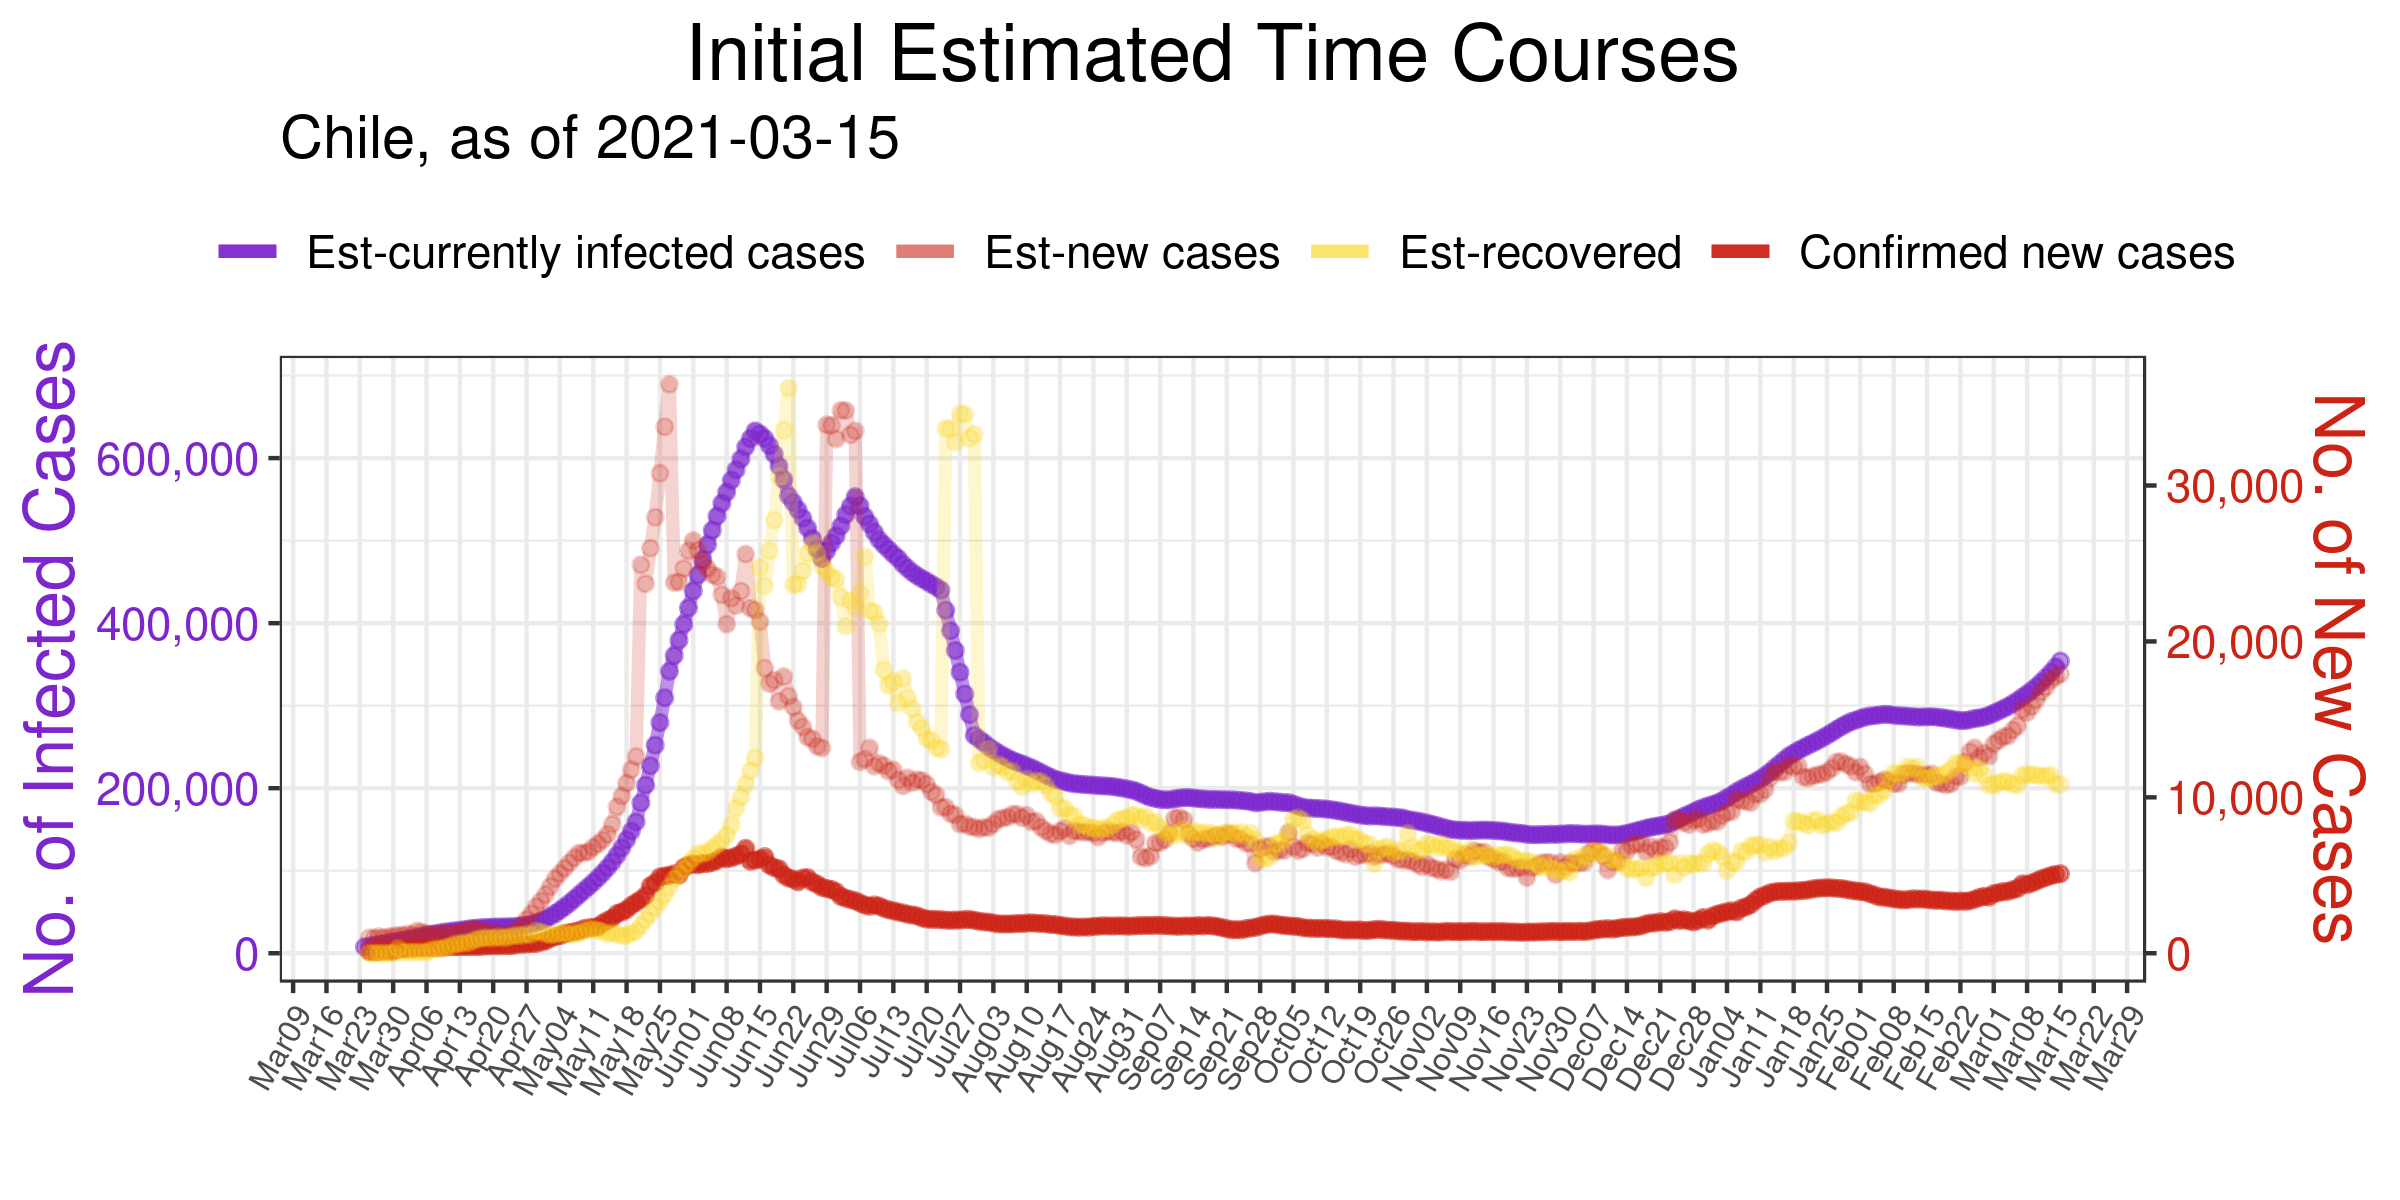 Initial Estimated Time Courses
Chile, as of 2021-03-15
Est-currently infected cases Est-new cases Est-recovered Confirmed new cases
No. of Infected Cases
600,000
400,000
200,000
0
30,000
20,000
10,000
0
No. of New Cases
Mar09 Mar16 Mar23 Mar30 Apr06 Apr13 Apr20 Apr27 May04 May11 May18 May25 Jun01 Jun08 Jun15 Jun22 Jun29 Jul06 Jul13 Jul20 Jul27 Aug03 Aug10 Aug17 Aug24 Aug31 Sep07 Sep14 Sep21 Sep28 Oct05 Oct12 Oct19 Oct26 Nov02 Nov09 Nov16 Nov23 Nov30 Dec07 Dec14 Dec21 Dec28 Jan04 Jan11 Jan18 Jan25 Feb01 Feb08 Feb15 Feb22 Mar01 Mar08 Mar15 Mar22 Mar29